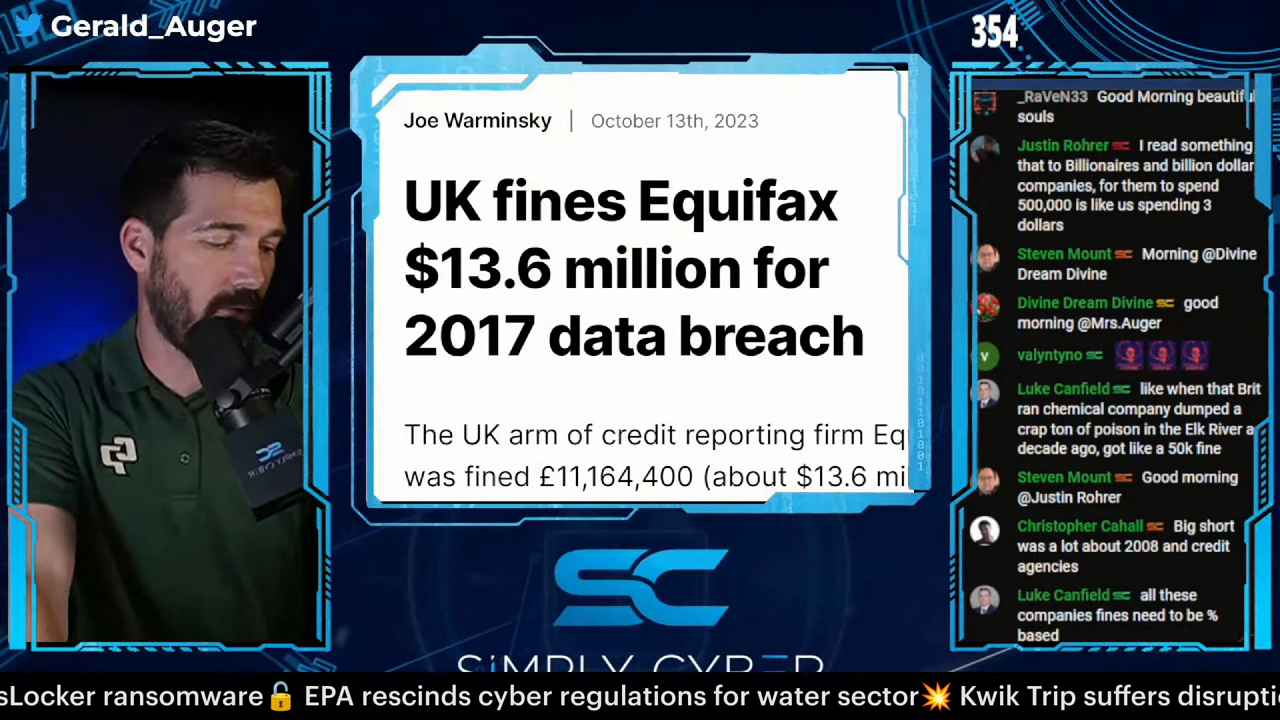 Gerald_Auger
354
Joe Warminsky | October 13th, 2023
UK fines Equifax
$13.6 million for
2017 data breach
The UK arm of credit reporting firm Eq
was fined £11,164,400 (about $13.6 mi
SC
SIMPLY CYBER
_RaVeN33 Good Morning beautiful
souls
Justin Rohrer I read something
that to Billionaires and billion dollar
companies, for them to spend
500,000 is like us spending 3
dollars
Steven Mount Morning @Divine
Dream Divine
Divine Dream Divine good
morning @Mrs.Auger
V
valyntyno
Luke Canfield like when that Brit
ran chemical company dumped a
crap ton of poison in the Elk River a
decade ago, got like a 50k fine
Steven Mount Good morning
@Justin Rohrer
Christopher Cahall Big short
was a lot about 2008 and credit
agencies
Luke Canfield all these
companies fines need to be %
based
sLocker ransomware🔓 EPA rescinds cyber regulations for water sector💥 Kwik Trip suffers disrupti